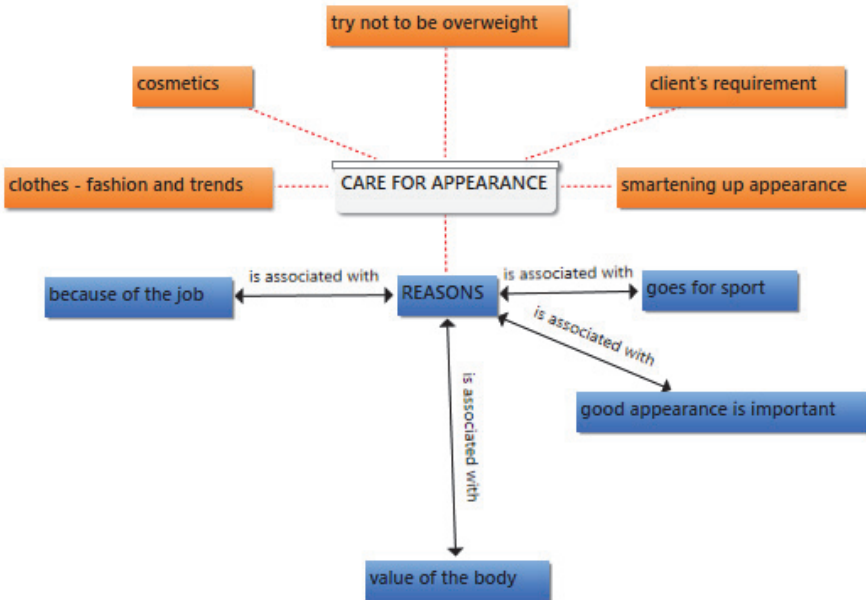 try not to be overweight
cosmetics
client's requirement
clothes - fashion and trends
CARE FOR APPEARANCE
smartening up appearance
is associated with
is associated with
because of the job
REASONS
goes for sport
is associated with
good appearance is important
is associated with
value of the body